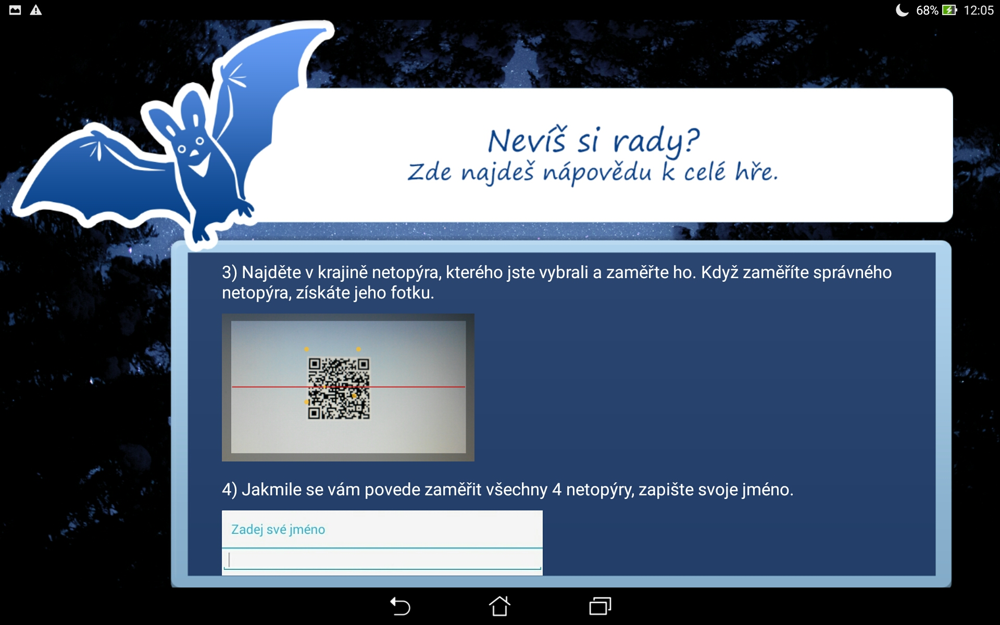 68% 12:05
Nevíš si rady?
Zde najdeš nápovědu k celé hře.
3) Najděte v krajině netopýra, kterého jste vybrali a zaměřte ho. Když zaměříte správného
netopýra, získáte jeho fotku.
4) Jakmile se vám povede zaměřit všechny 4 netopýry, zapište svoje jméno.
Zadej své jméno